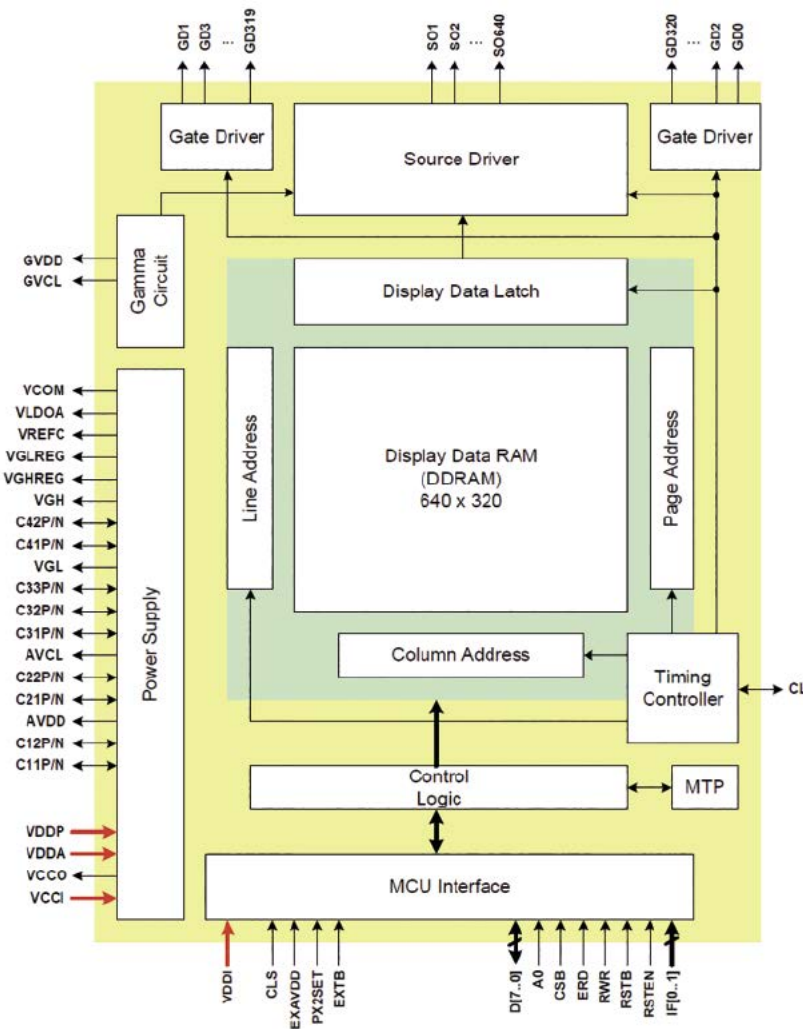 GD1
GD3
...
GD319
SO1
SO2
...
SO640
GD320
...
GD2
GD0
Gate Driver
Source Driver
Gate Driver
GVDD
GVCL
Gamma
Circuit
Display Data Latch
VCOM
VLDOA
VREFC
VGLREG
VGHREG
VGH
C42P/N
C41P/N
VGL
C33P/N
C32P/N
C31P/N
AVCL
C22P/N
C21P/N
AVDD
C12P/N
C11P/N
VDDP
VDDA
VCCO
VCCI
Power Supply
Line Address
Display Data RAM
(DDRAM)
640 x 320
Page Address
Column Address
Timing
Controller
CL
Control
Logic
MTP
MCU Interface
VDDI
CLS
EXAVDD
PX2SET
EXTB
D[7..0]
A0
CSB
ERD
RWR
RSTB
RSTEN
IF[0..1]